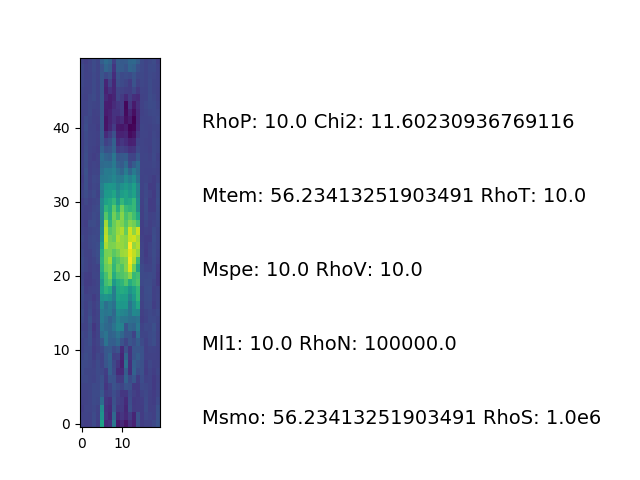 40
30
20
10
0
0 10
RhoP: 10.0 Chi2: 11.60230936769116
Mtem: 56.23413251903491 RhoT: 10.0
Mspe: 10.0 RhoV: 10.0
Ml1: 10.0 RhoN: 100000.0
Msmo: 56.23413251903491 RhoS: 1.0e6